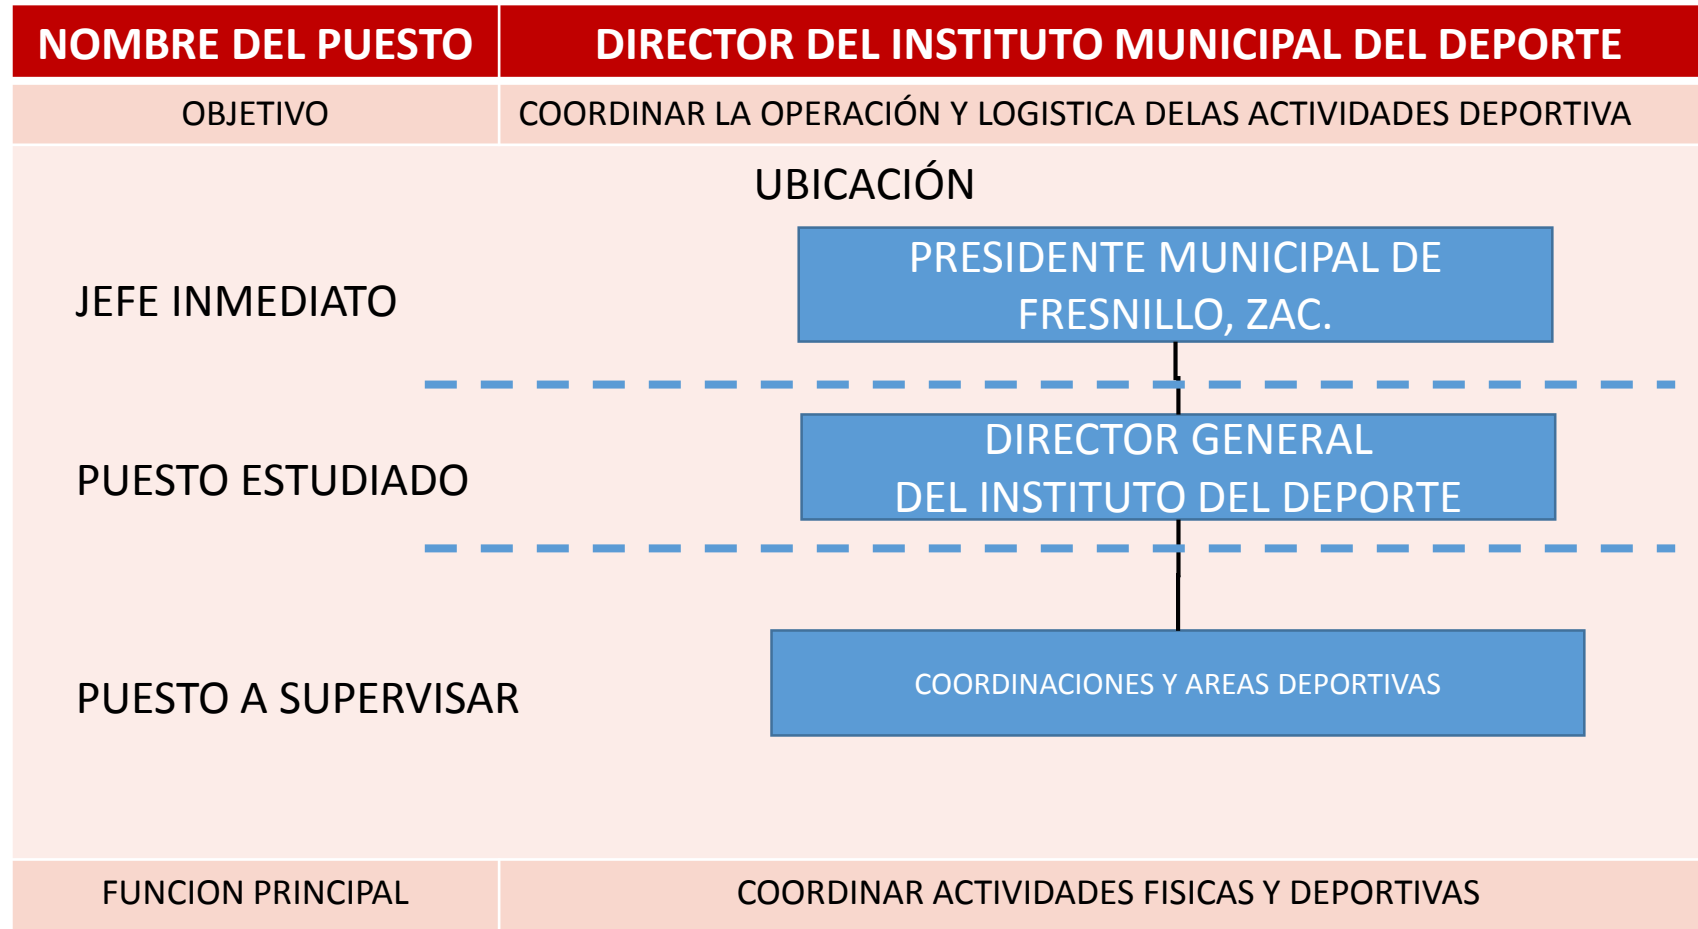 NOMBRE DEL PUESTO
DIRECTOR DEL INSTITUTO MUNICIPAL DEL DEPORTE
OBJETIVO
COORDINAR LA OPERACIÓN Y LOGISTICA DELAS ACTIVIDADES DEPORTIVA
UBICACIÓN
JEFE INMEDIATO
PRESIDENTE MUNICIPAL DE
FRESNILLO, ZAC.
PUESTO ESTUDIADO
DIRECTOR GENERAL
DEL INSTITUTO DEL DEPORTE
PUESTO A SUPERVISAR
COORDINACIONES Y AREAS DEPORTIVAS
FUNCION PRINCIPAL
COORDINAR ACTIVIDADES FISICAS Y DEPORTIVAS